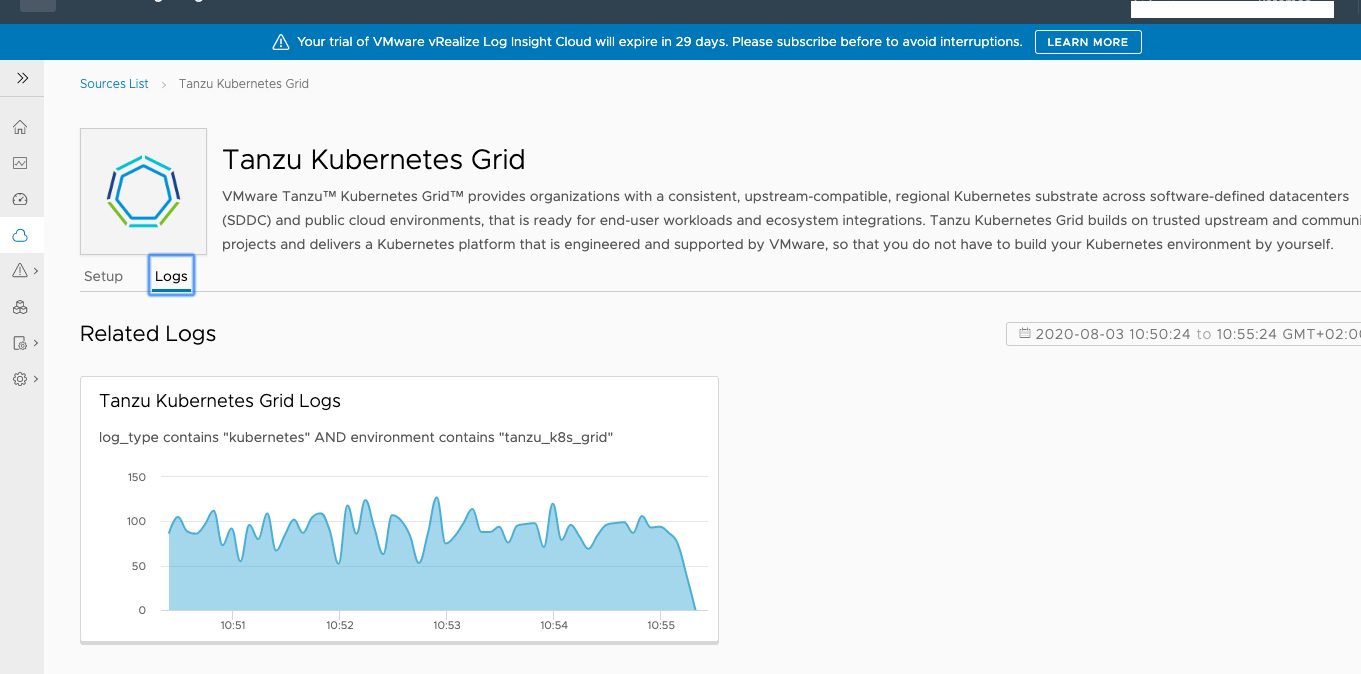 Your trial of VMware vRealize Log Insight Cloud will expire in 29 days. Please subscribe before to avoid interruptions. LEARN MORE
Sources List > Tanzu Kubernetes Grid
Tanzu Kubernetes Grid
VMware Tanzu™ Kubernetes Grid™ provides organizations with a consistent, upstream-compatible, regional Kubernetes substrate across software-defined datacenters
(SDDC) and public cloud environments, that is ready for end-user workloads and ecosystem integrations. Tanzu Kubernetes Grid builds on trusted upstream and communi
projects and delivers a Kubernetes platform that is engineered and supported by VMware, so that you do not have to build your Kubernetes environment by yourself.
Setup Logs
Related Logs
2020-08-03 10:50:24 to 10:55:24 GMT+02:0
Tanzu Kubernetes Grid Logs
log_type contains "kubernetes" AND environment contains "tanzu_k8s_grid"
150
100
50
0
10:51 10:52 10:53 10:54 10:55